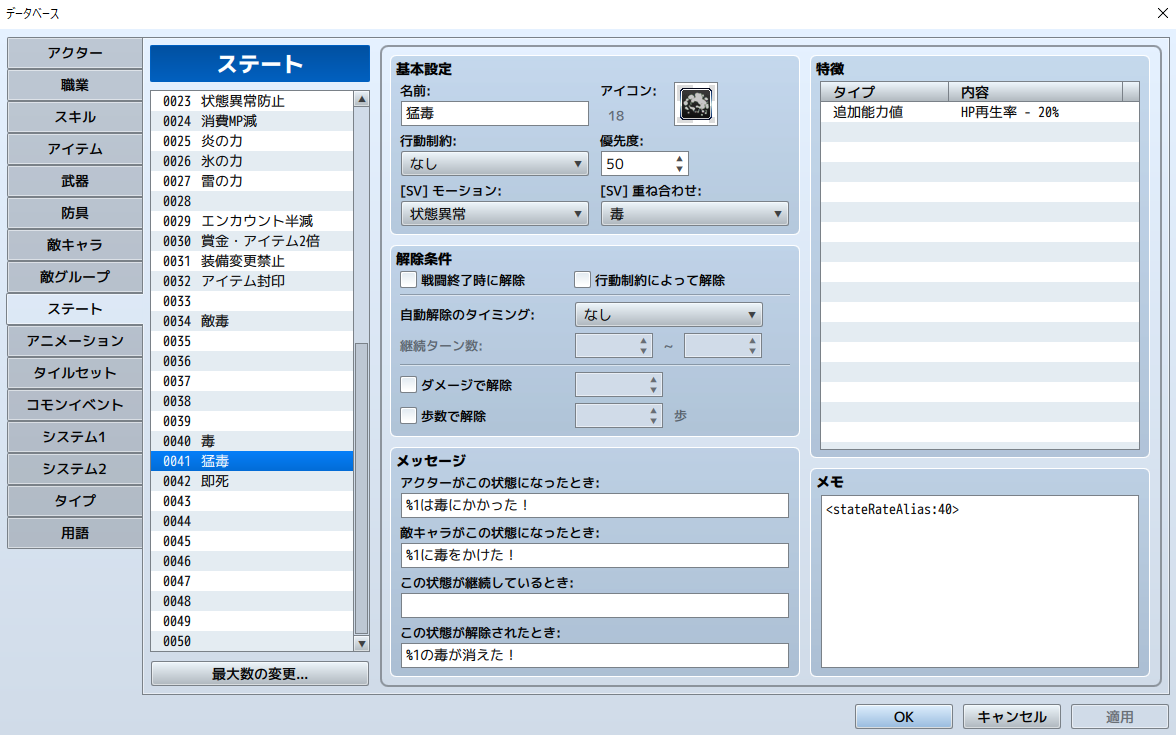 データベース
アクター
職業
スキル
アイテム
武器
防具
敵キャラ
敵グループ
ステート
アニメーション
タイルセット
コモンイベント
システム1
システム2
タイプ
用語
ステート
0023 状態異常防止
0024 消費MP減
0025 炎の力
0026 氷の力
0027 雷の力
0028
0029 エンカウント半減
0030 賞金・アイテム2倍
0031 装備変更禁止
0032 アイテム封印
0033
0034 敵毒
0035
0036
0037
0038
0039
0040 毒
0041 猛毒
0042 即死
0043
0044
0045
0046
0047
0048
0049
0050
最大数の変更...
基本設定
名前:
アイコン:
猛毒
18
行動制約:
優先度:
なし
50
[SV] モーション:
[SV] 重ね合わせ:
状態異常
毒
解除条件
戦闘終了時に解除
行動制約によって解除
自動解除のタイミング:
なし
継続ターン数:
~
ダメージで解除
歩数で解除
歩
メッセージ
アクターがこの状態になったとき:
%1は毒にかかった！
敵キャラがこの状態になったとき:
%1に毒をかけた！
この状態が継続しているとき:
この状態が解除されたとき:
%1の毒が消えた！
特徴
タイプ
内容
追加能力値
HP再生率 - 20%
メモ
<stateRateAlias:40>
OK
キャンセル
適用